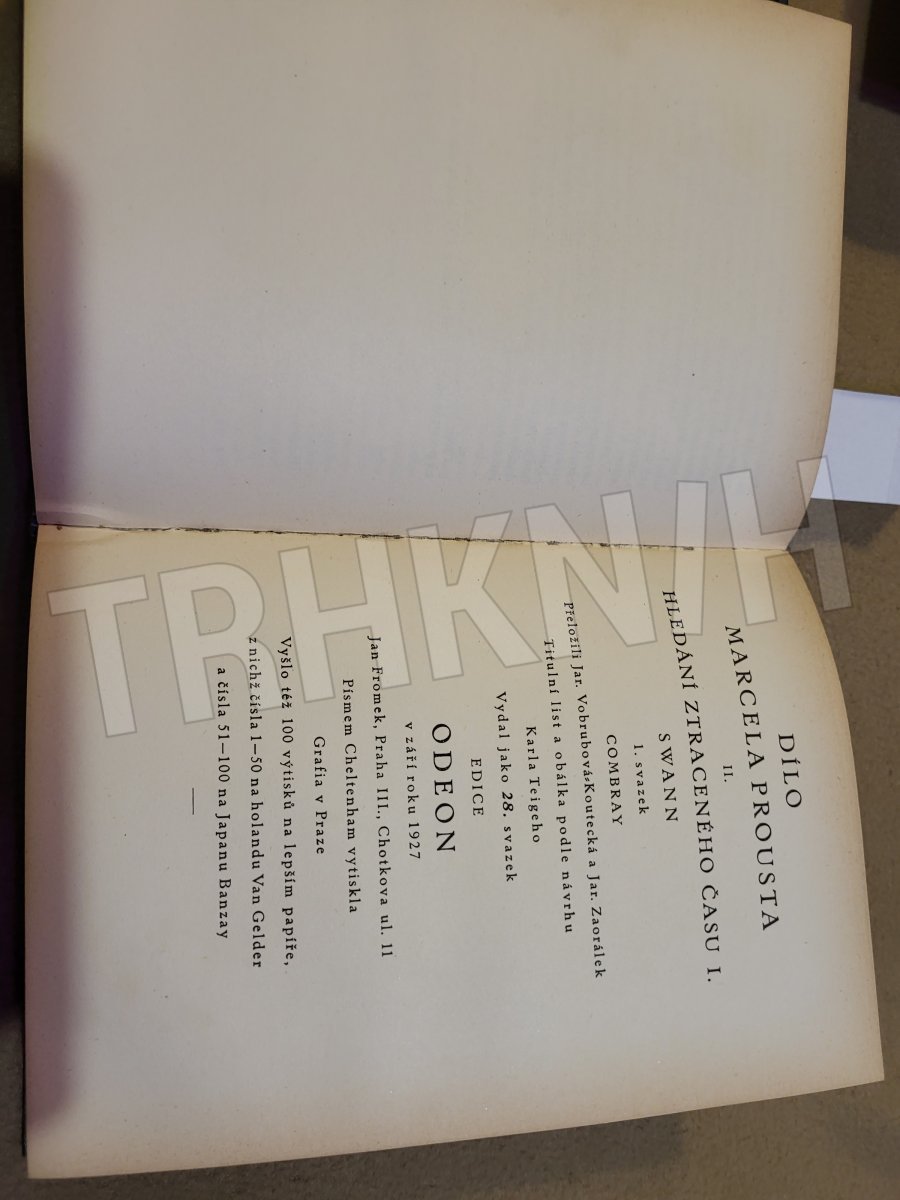 DÍLO
MARCELA PROUSTA
II.
HLEDÁNÍ ZTRACENÉHO ČASU I.
SWANN
1. svazek
COMBRAY
Přeložili Jar. Vobrubová-Koutecká a Jar. Zaorálek
Titulní list a obálka podle návrhu
Karla Teigeho
Vydal jako 28. svazek
EDICE
ODEON
v září roku 1927
Jan Fromek, Praha III., Chotkova ul. 11
Písmem Cheltenham vytiskla
Grafia v Praze
Vyšlo též 100 výtisků na lepším papíře,
z nichž čísla 1—50 na holandu Van Gelder
a čísla 51—100 na Japanu Banzay
TRHKNIH